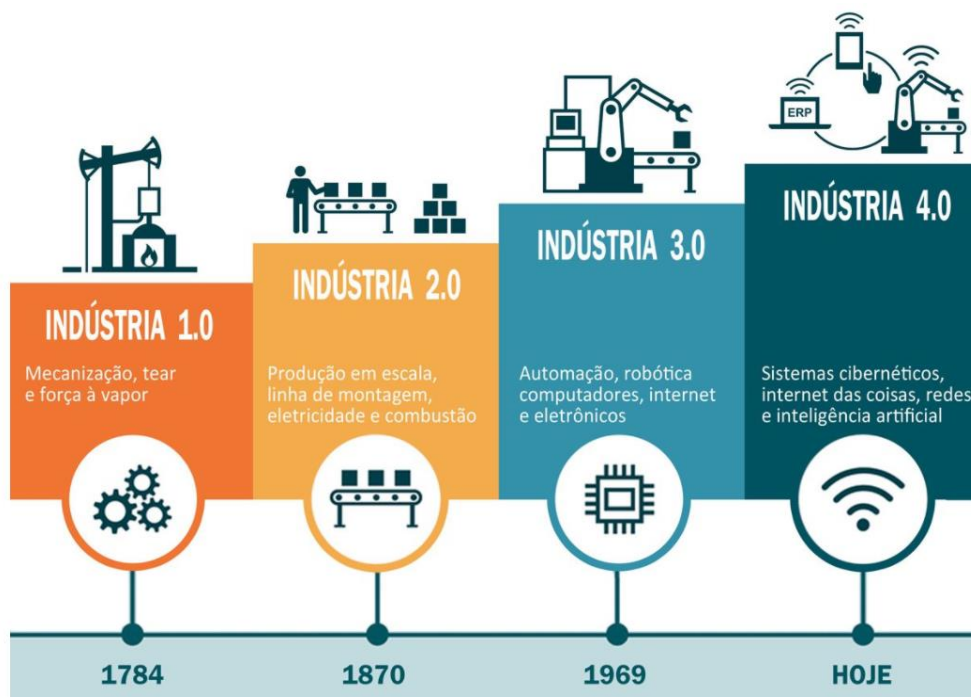 ERP
INDÚSTRIA 1.0
Mecanização, tear
e força à vapor
1784
INDÚSTRIA 2.0
Produção em escala,
linha de montagem,
eletricidade e combustão
1870
INDÚSTRIA 3.0
Automação, robótica
computadores, internet
e eletrônicos
1969
INDÚSTRIA 4.0
Sistemas cibernéticos,
internet das coisas, redes
e inteligência artificial
HOJE